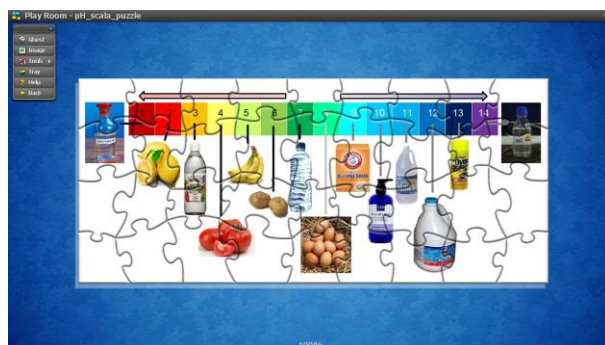 Play Room - pH_scala_puzzle
Ghost
Image
Tools
Tray
Help
Back
3 4 5 6 7 9 10 11 12 13 14
100%